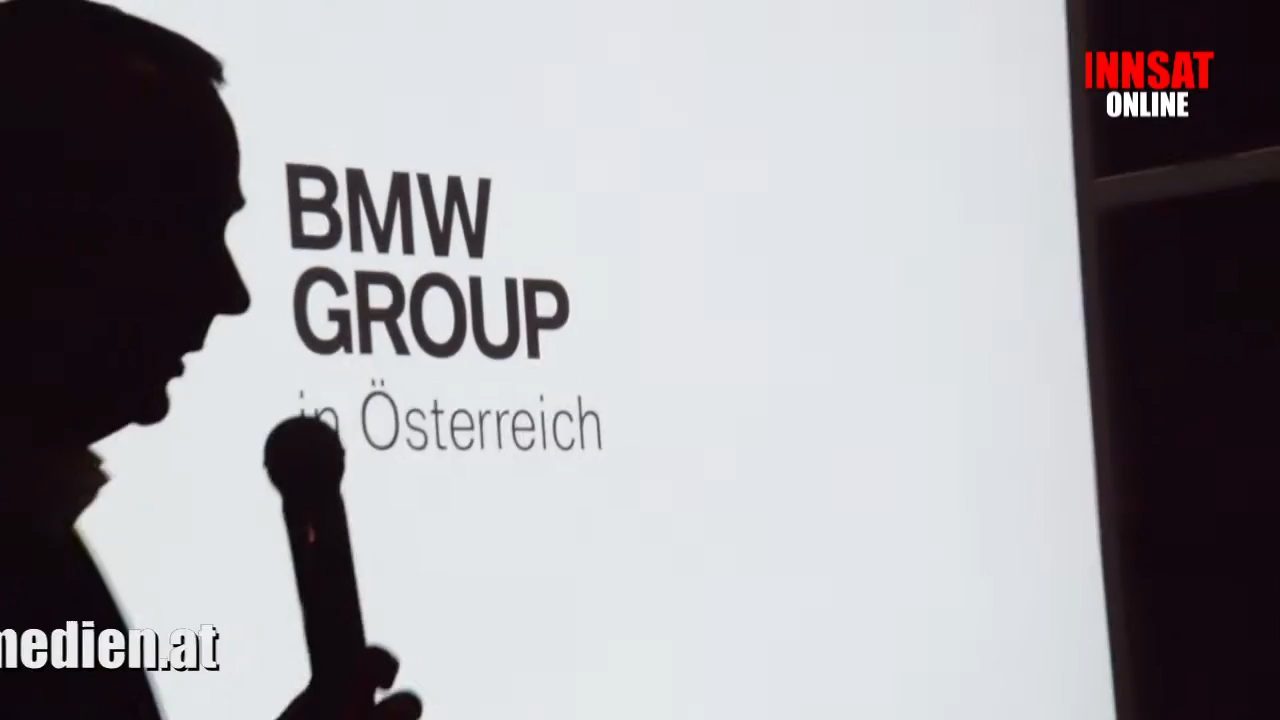 INNSAT
ONLINE
BMW
GROUP
in Österreich
medien.at